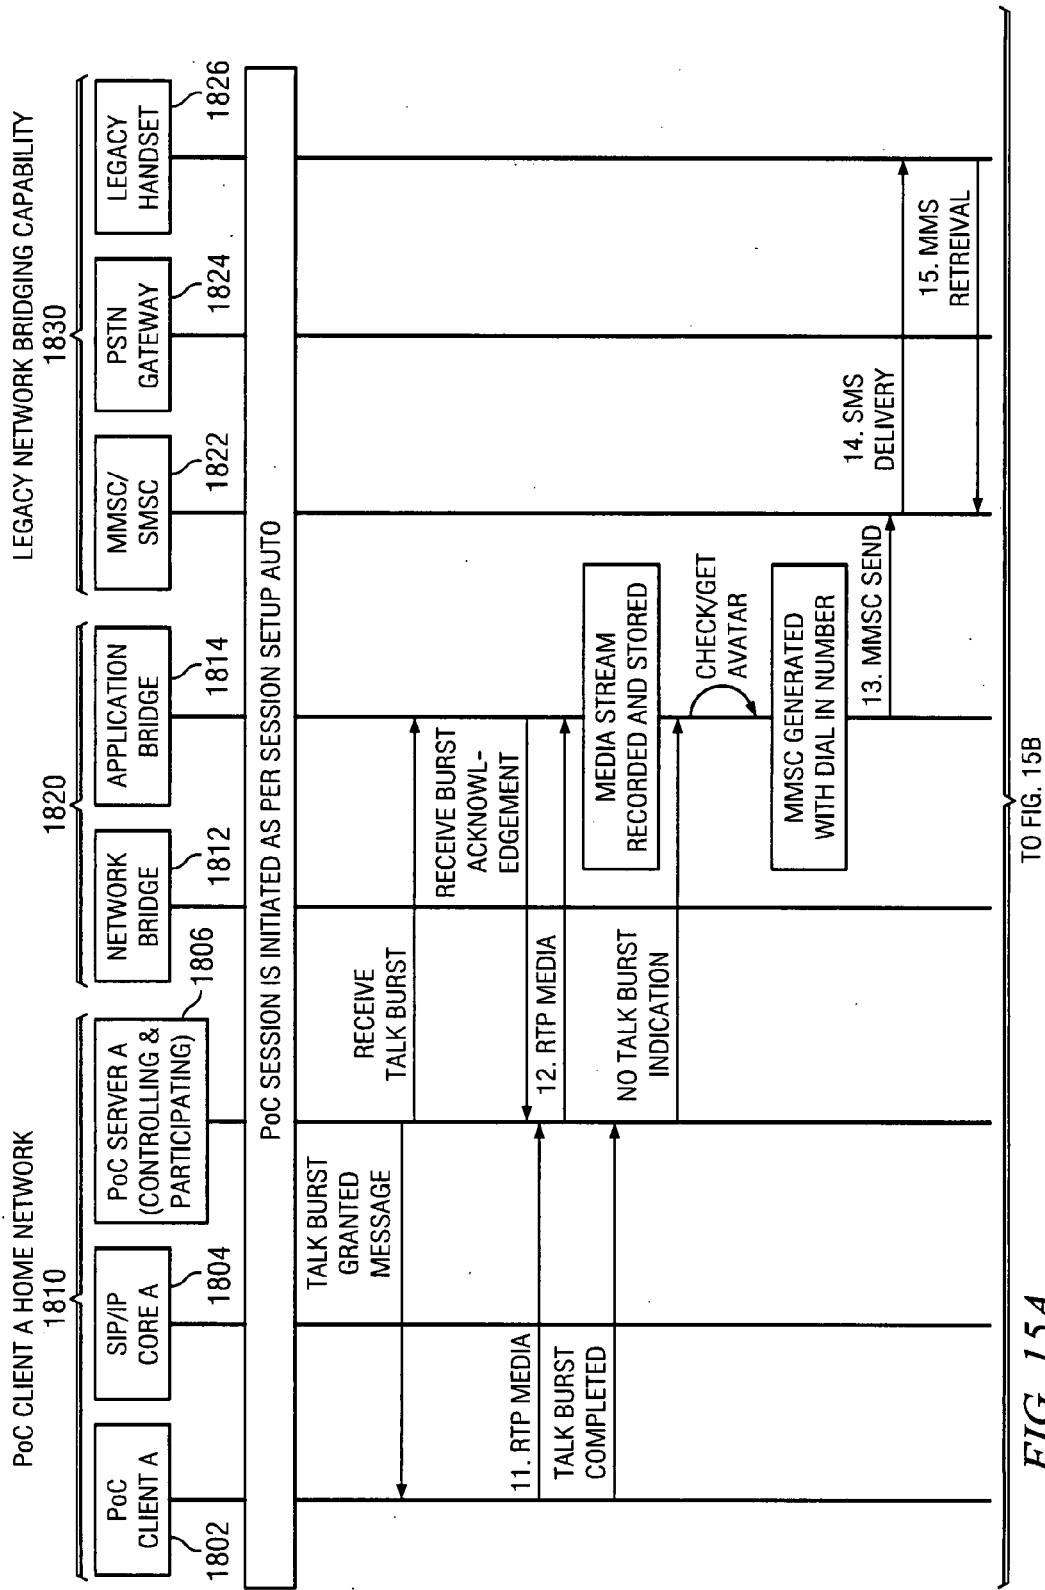 PoC CLIENT A HOME NETWORK
1810
1820
LEGACY NETWORK BRIDGING CAPABILITY
1830
PoC
CLIENT A
1802
SIP/IP
CORE A
1804
PoC SERVER A
(CONTROLLING &
PARTICIPATING)
1806
NETWORK
BRIDGE
1812
APPLICATION
BRIDGE
1814
MMSC/
SMSC
1822
PSTN
GATEWAY
1824
LEGACY
HANDSET
1826
PoC SESSION IS INITIATED AS PER SESSION SETUP AUTO
TALK BURST
GRANTED
MESSAGE
RECEIVE
TALK BURST
RECEIVE BURST
ACKNOWL-
EDGEMENT
11. RTP MEDIA
12. RTP MEDIA
TALK BURST
COMPLETED
MEDIA STREAM
RECORDED AND STORED
NO TALK BURST
INDICATION
CHECK/GET
AVATAR
MMSC GENERATED
WITH DIAL IN NUMBER
13. MMSC SEND
14. SMS
DELIVERY
15. MMS
RETREIVAL
TO FIG. 15B
FIG. 15A